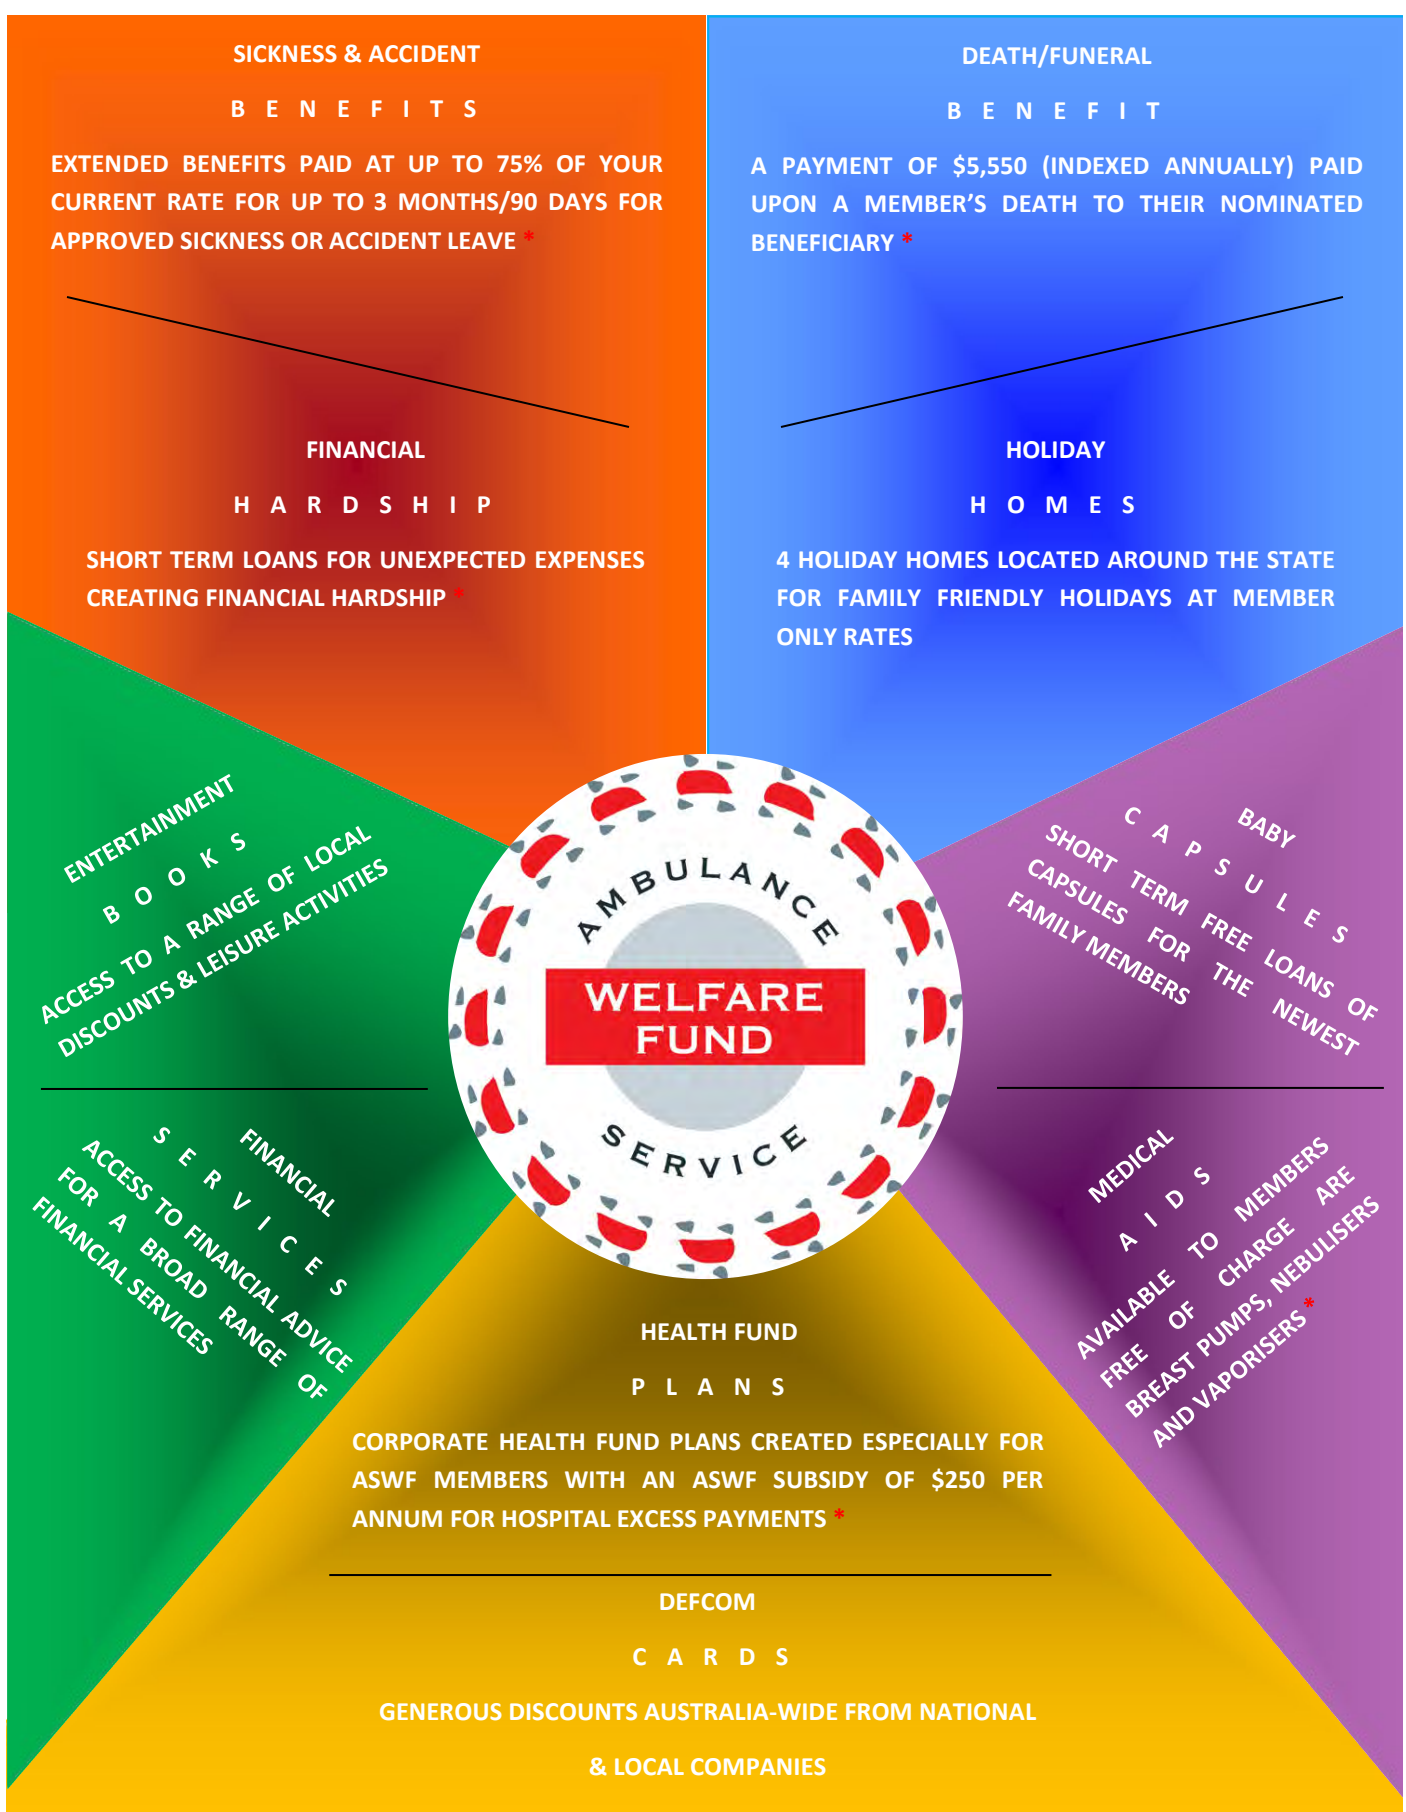 SICKNESS & ACCIDENT
B E N E F I T S
EXTENDED BENEFITS PAID AT UP TO 75% OF YOUR
CURRENT RATE FOR UP TO 3 MONTHS/90 DAYS FOR
APPROVED SICKNESS OR ACCIDENT LEAVE *
FINANCIAL
H A R D S H I P
SHORT TERM LOANS FOR UNEXPECTED EXPENSES
CREATING FINANCIAL HARDSHIP *
DEATH/FUNERAL
B E N E F I T
A PAYMENT OF $5,550 (INDEXED ANNUALLY) PAID
UPON A MEMBER’S DEATH TO THEIR NOMINATED
BENEFICIARY *
HOLIDAY
H O M E S
4 HOLIDAY HOMES LOCATED AROUND THE STATE
FOR FAMILY FRIENDLY HOLIDAYS AT MEMBER
ONLY RATES
ENTERTAINMENT
B O O K S
ACCESS TO A RANGE OF LOCAL
DISCOUNTS & LEISURE ACTIVITIES
FINANCIAL
S E R V I C E S
ACCESS TO FINANCIAL ADVICE
FOR A BROAD RANGE OF
FINANCIAL SERVICES
AMBULANCE
WELFARE
FUND
SERVICE
BABY
C A P S U L E S
SHORT TERM FREE LOANS OF
CAPSULES FOR THE NEWEST
FAMILY MEMBERS
MEDICAL
A I D S
AVAILABLE TO MEMBERS
FREE OF CHARGE ARE
BREAST PUMPS, NEBULISERS
AND VAPORISERS *
HEALTH FUND
P L A N S
CORPORATE HEALTH FUND PLANS CREATED ESPECIALLY FOR
ASWF MEMBERS WITH AN ASWF SUBSIDY OF $250 PER
ANNUM FOR HOSPITAL EXCESS PAYMENTS *
DEFCOM
C A R D S
GENEROUS DISCOUNTS AUSTRALIA-WIDE FROM NATIONAL
& LOCAL COMPANIES